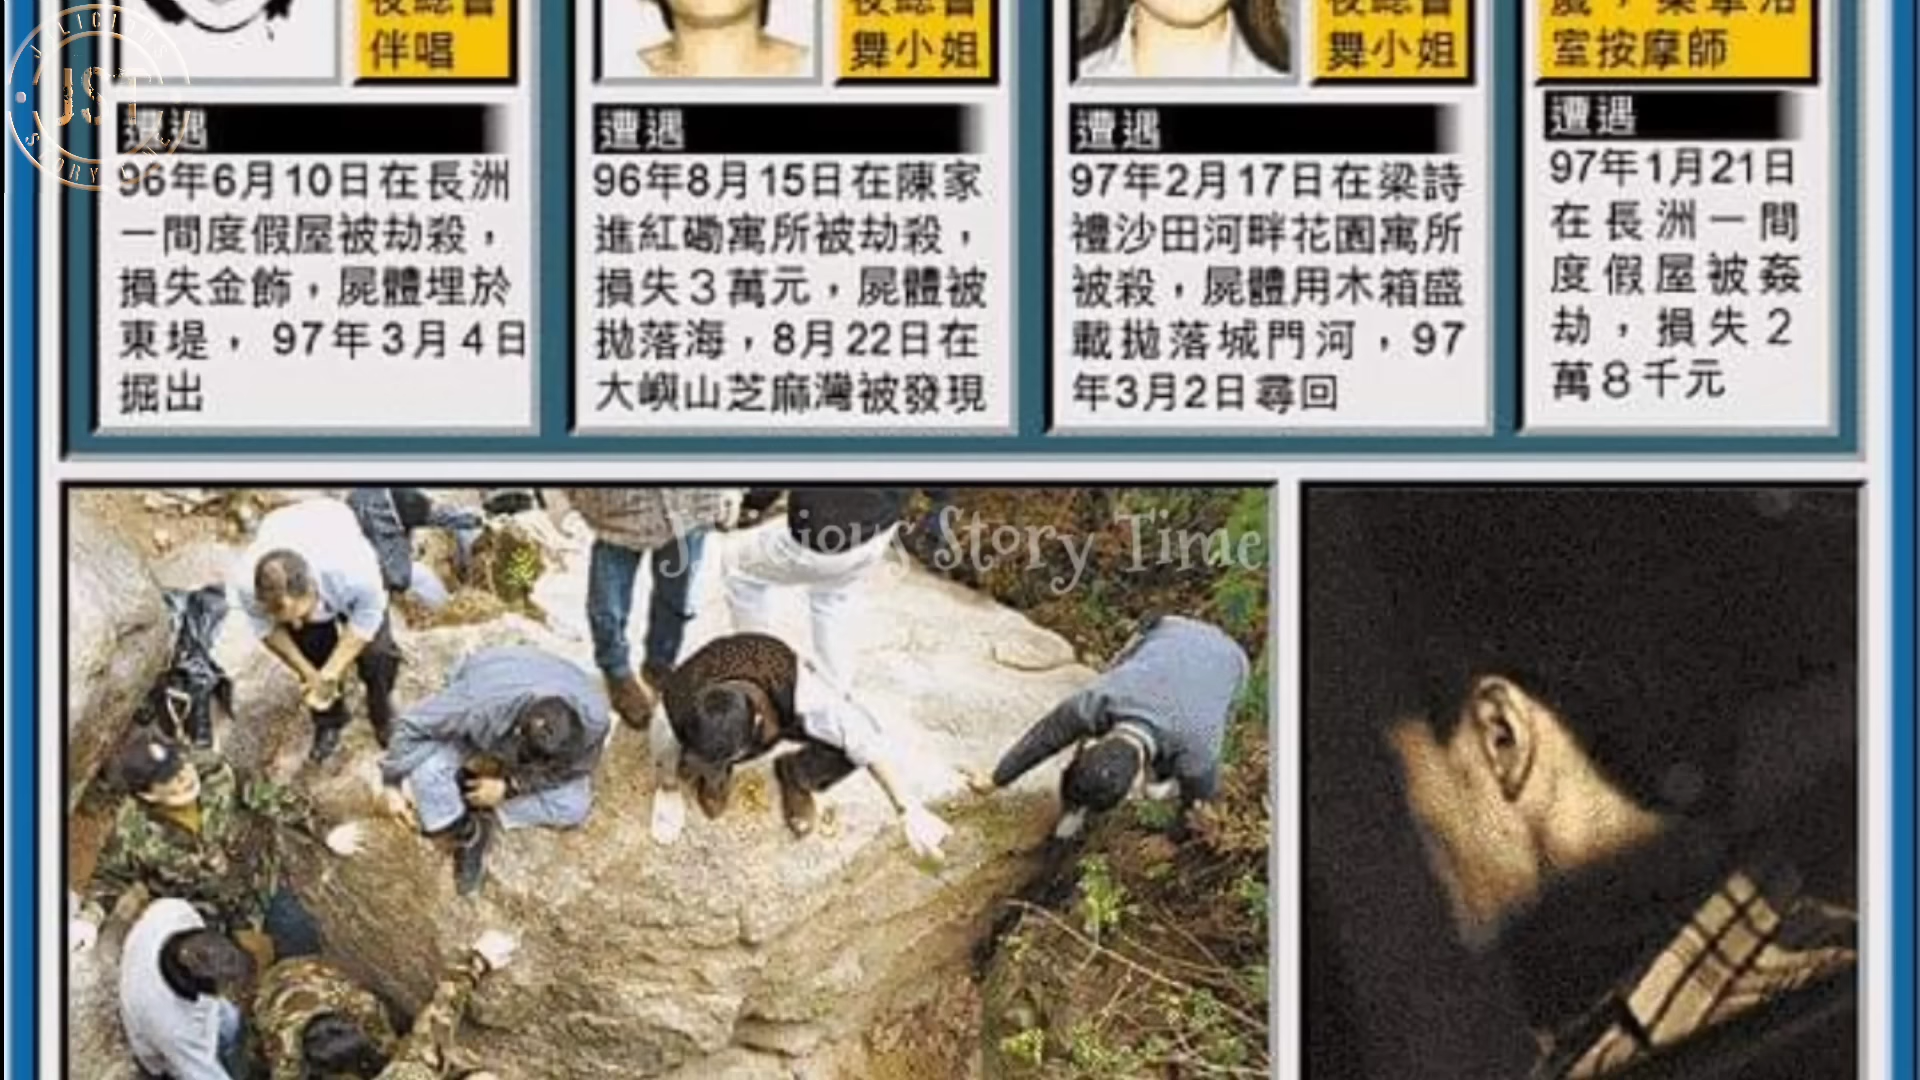 伴唱
舞小姐
舞小姐
室按摩師
遭遇
96年6月10日在長洲
一間度假屋被劫殺，
損失金飾，屍體埋於
東堤，97年3月4日
掘出
遭遇
96年8月15日在陳家
進紅磡寓所被劫殺，
損失3萬元，屍體被
拋落海，8月22日在
大嶼山芝麻灣被發現
遭遇
97年2月17日在梁詩
禮沙田河畔花園寓所
被殺，屍體用木箱盛
載拋落城門河，97
年3月2日尋回
遭遇
97年1月21日
在長洲一間
度假屋被姦
劫，損失2
萬8千元
JST
J.Licious Story Time